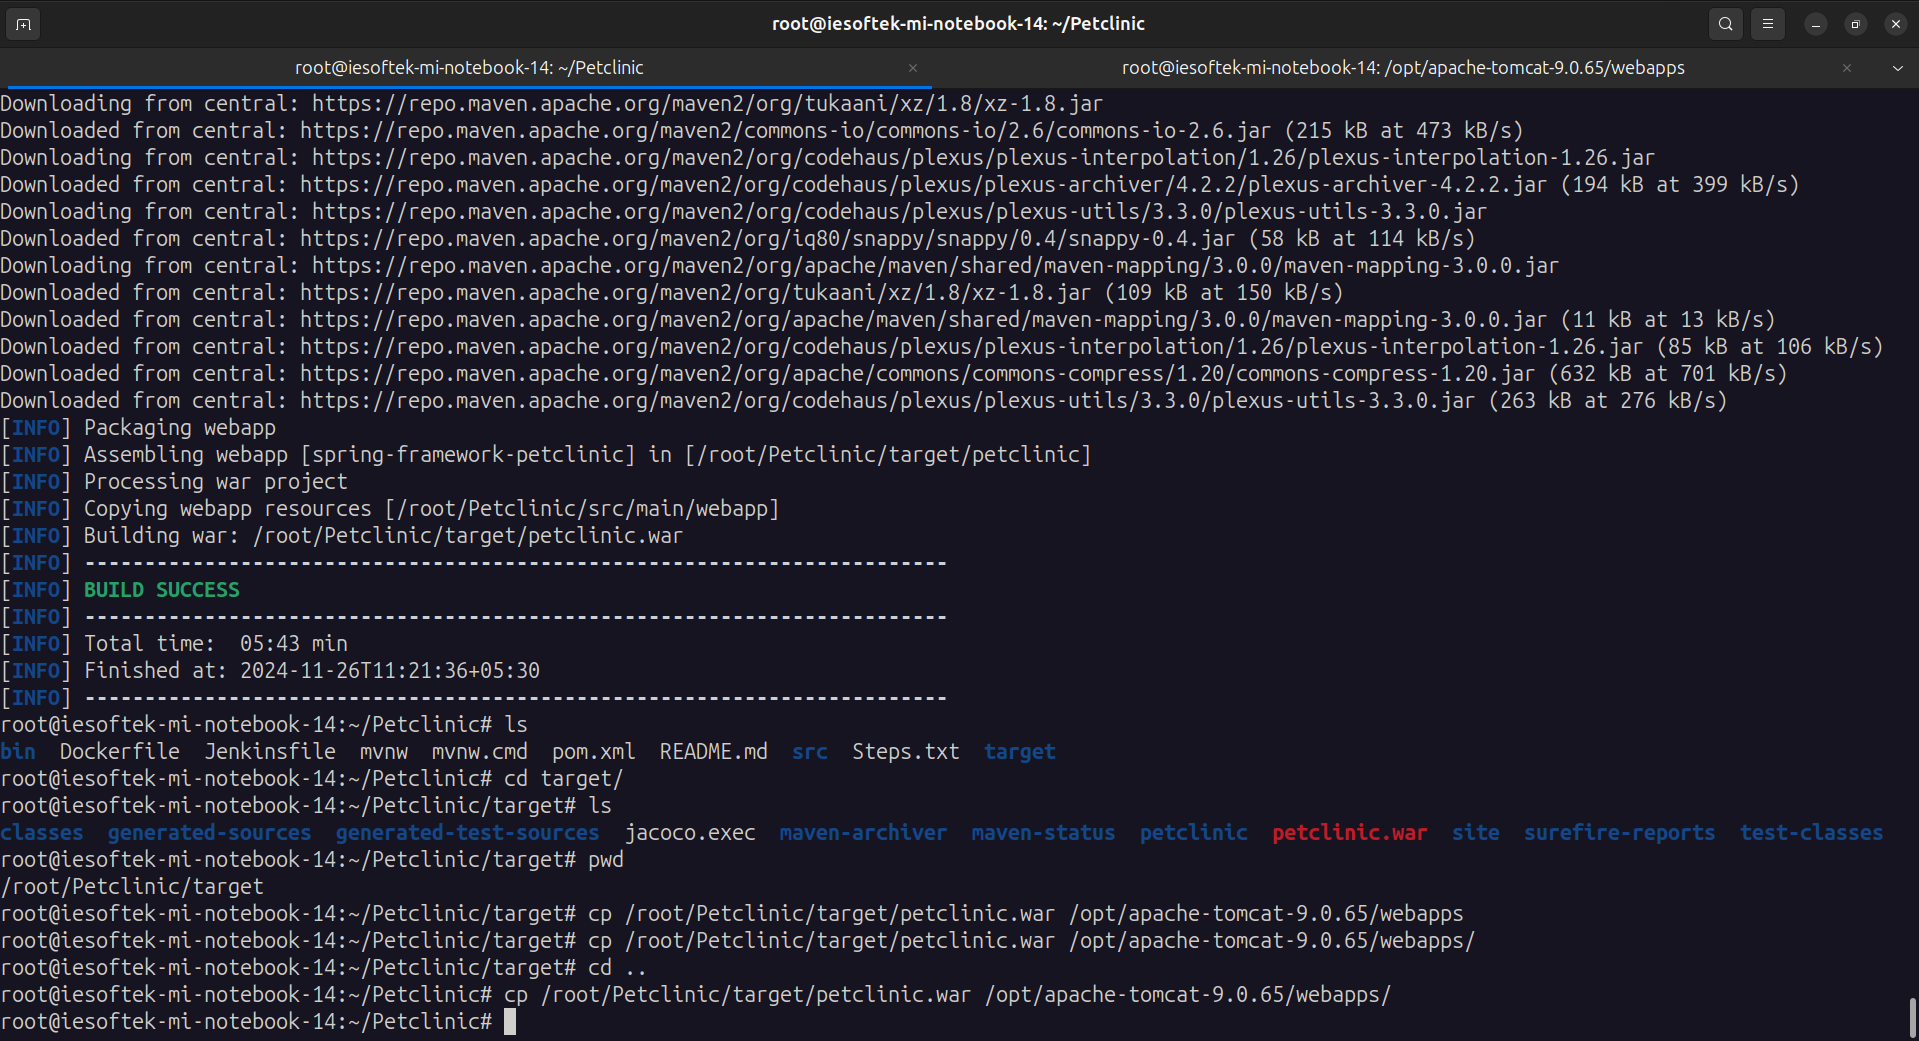 root@iesoftek-mi-notebook-14: ~/Petclinic
root@iesoftek-mi-notebook-14: ~/Petclinic
root@iesoftek-mi-notebook-14: /opt/apache-tomcat-9.0.65/webapps
Downloading from central: https://repo.maven.apache.org/maven2/org/tukaani/xz/1.8/xz-1.8.jar
Downloaded from central: https://repo.maven.apache.org/maven2/commons-io/commons-io/2.6/commons-io-2.6.jar (215 kB at 473 kB/s)
Downloading from central: https://repo.maven.apache.org/maven2/org/codehaus/plexus/plexus-interpolation/1.26/plexus-interpolation-1.26.jar
Downloaded from central: https://repo.maven.apache.org/maven2/org/codehaus/plexus/plexus-archiver/4.2.2/plexus-archiver-4.2.2.jar (194 kB at 399 kB/s)
Downloading from central: https://repo.maven.apache.org/maven2/org/codehaus/plexus/plexus-utils/3.3.0/plexus-utils-3.3.0.jar
Downloaded from central: https://repo.maven.apache.org/maven2/org/iq80/snappy/snappy/0.4/snappy-0.4.jar (58 kB at 114 kB/s)
Downloading from central: https://repo.maven.apache.org/maven2/org/apache/maven/shared/maven-mapping/3.0.0/maven-mapping-3.0.0.jar
Downloaded from central: https://repo.maven.apache.org/maven2/org/tukaani/xz/1.8/xz-1.8.jar (109 kB at 150 kB/s)
Downloaded from central: https://repo.maven.apache.org/maven2/org/apache/maven/shared/maven-mapping/3.0.0/maven-mapping-3.0.0.jar (11 kB at 13 kB/s)
Downloaded from central: https://repo.maven.apache.org/maven2/org/codehaus/plexus/plexus-interpolation/1.26/plexus-interpolation-1.26.jar (85 kB at 106 kB/s)
Downloaded from central: https://repo.maven.apache.org/maven2/org/apache/commons/commons-compress/1.20/commons-compress-1.20.jar (632 kB at 701 kB/s)
Downloaded from central: https://repo.maven.apache.org/maven2/org/codehaus/plexus/plexus-utils/3.3.0/plexus-utils-3.3.0.jar (263 kB at 276 kB/s)
[INFO] Packaging webapp
[INFO] Assembling webapp [spring-framework-petclinic] in [/root/Petclinic/target/petclinic]
[INFO] Processing war project
[INFO] Copying webapp resources [/root/Petclinic/src/main/webapp]
[INFO] Building war: /root/Petclinic/target/petclinic.war
[INFO] ------------------------------------------------------------------------
[INFO] BUILD SUCCESS
[INFO] ------------------------------------------------------------------------
[INFO] Total time:  05:43 min
[INFO] Finished at: 2024-11-26T11:21:36+05:30
[INFO] ------------------------------------------------------------------------
root@iesoftek-mi-notebook-14:~/Petclinic# ls
bin  Dockerfile  Jenkinsfile  mvnw  mvnw.cmd  pom.xml  README.md  src  Steps.txt  target
root@iesoftek-mi-notebook-14:~/Petclinic# cd target/
root@iesoftek-mi-notebook-14:~/Petclinic/target# ls
classes  generated-sources  generated-test-sources  jacoco.exec  maven-archiver  maven-status  petclinic  petclinic.war  site  surefire-reports  test-classes
root@iesoftek-mi-notebook-14:~/Petclinic/target# pwd
/root/Petclinic/target
root@iesoftek-mi-notebook-14:~/Petclinic/target# cp /root/Petclinic/target/petclinic.war /opt/apache-tomcat-9.0.65/webapps
root@iesoftek-mi-notebook-14:~/Petclinic/target# cp /root/Petclinic/target/petclinic.war /opt/apache-tomcat-9.0.65/webapps/
root@iesoftek-mi-notebook-14:~/Petclinic/target# cd ..
root@iesoftek-mi-notebook-14:~/Petclinic# cp /root/Petclinic/target/petclinic.war /opt/apache-tomcat-9.0.65/webapps/
root@iesoftek-mi-notebook-14:~/Petclinic#